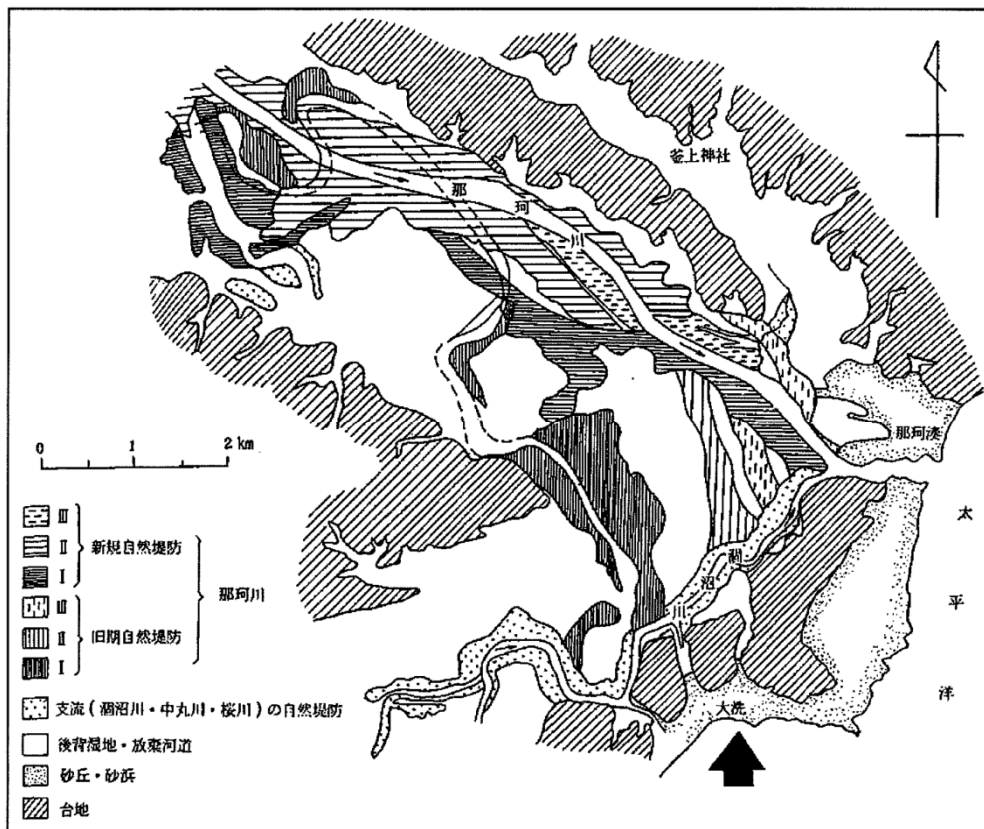 釜上神社
那
珂
川
那珂湊
0 1 2 km
太
平
洋
涸
沼
川
大洗
Ⅲ
Ⅱ 新規自然堤防
Ⅰ
那珂川
Ⅲ
Ⅱ 旧期自然堤防
Ⅰ
支流(涸沼川・中丸川・桜川)の自然堤防
後背湿地・放棄河道
砂丘・砂浜
台地